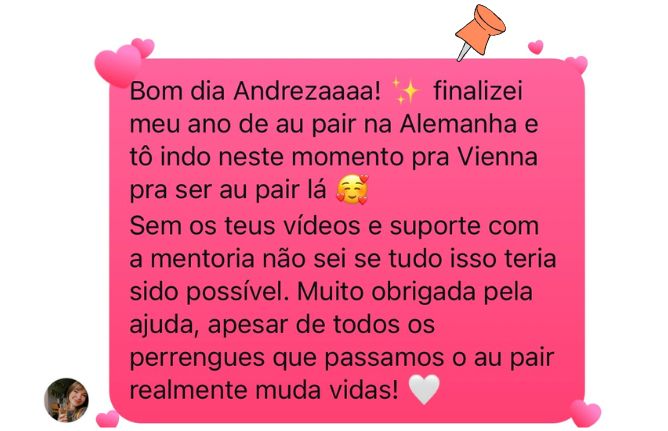 Bom dia Andrezaaaa! ✨ finalizei
meu ano de au pair na Alemanha e
tô indo neste momento pra Vienna
pra ser au pair lá 🥰
Sem os teus vídeos e suporte com
a mentoria não sei se tudo isso teria
sido possível. Muito obrigada pela
ajuda, apesar de todos os
perrengues que passamos o au pair
realmente muda vidas! 🤍